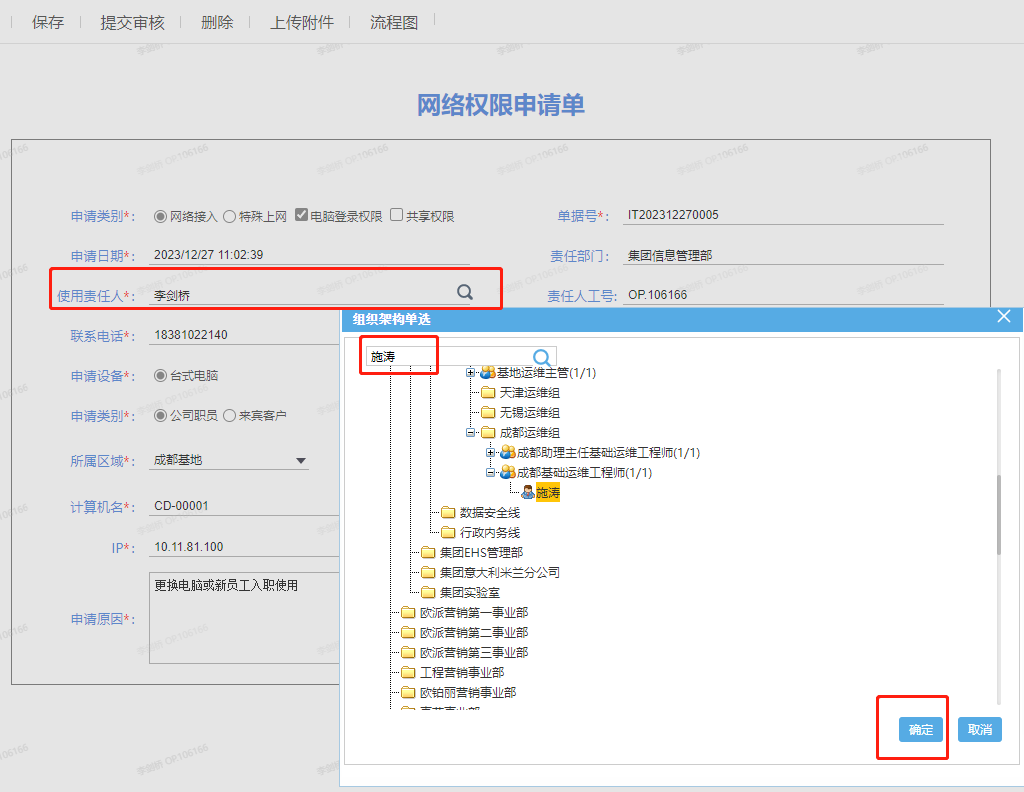 保存 提交审核 删除 上传附件 流程图
网络权限申请单
申请类别*: 网络接入 特殊上网 电脑登录权限 共享权限 单据号*: IT202312270005
申请日期*: 2023/12/27 11:02:39 责任部门: 集团信息管理部
使用责任人*: 李剑桥 责任人工号: OP.106166
联系电话*: 18381022140
申请设备*: 台式电脑
申请类别*: 公司职员 来宾客户
所属区域*: 成都基地
计算机名*: CD-00001
IP*: 10.11.81.100
申请原因*: 更换电脑或新员工入职使用
组织架构单选
施涛
基地运维主管(1/1)
天津运维组
无锡运维组
成都运维组
成都助理主任基础运维工程师(1/1)
成都基础运维工程师(1/1)
施涛
数据安全线
行政内务线
集团EHS管理部
集团意大利米兰分公司
集团实验室
欧派营销第一事业部
欧派营销第二事业部
欧派营销第三事业部
工程营销事业部
欧铂丽营销事业部
确定 取消